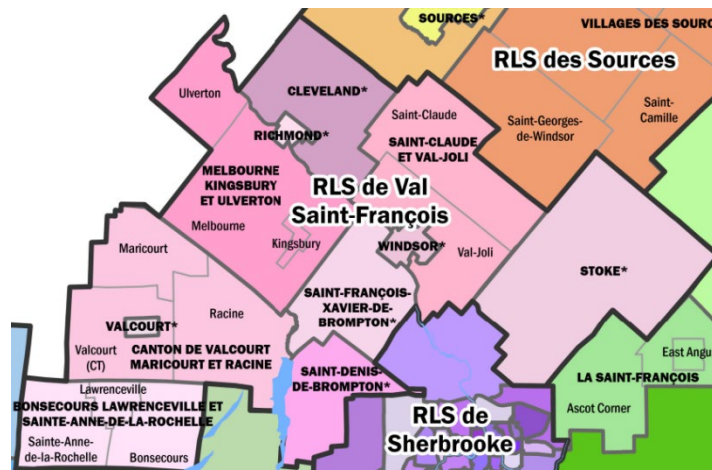 SOURCES*
VILLAGES DES SOURC
RLS des Sources
Ulverton
CLEVELAND*
Saint-Claude
Saint-
Camille
Saint-Georges-
de-Windsor
RICHMOND*
SAINT-CLAUDE
ET VAL-JOLI
MELBOURNE
KINGSBURY
ET ULVERTON
RLS de Val
Saint-François
Melbourne
Kingsbury
WINDSOR*
Val-Joli
Maricourt
STOKE*
SAINT-FRANÇOIS-
XAVIER-DE-
BROMPTON*
Racine
VALCOURT*
Valcourt
(CT)
CANTON DE VALCOURT
MARICOURT ET RACINE
East Angu
SAINT-DENIS-
DE-BROMPTON*
LA SAINT-FRANÇOIS
Lawrenceville
BONSECOURS LAWRENCEVILLE ET
SAINTE-ANNE-DE-LA-ROCHELLE
Ascot Corner
RLS de
Sherbrooke
Sainte-Anne-
de-la-Rochelle
Bonsecours